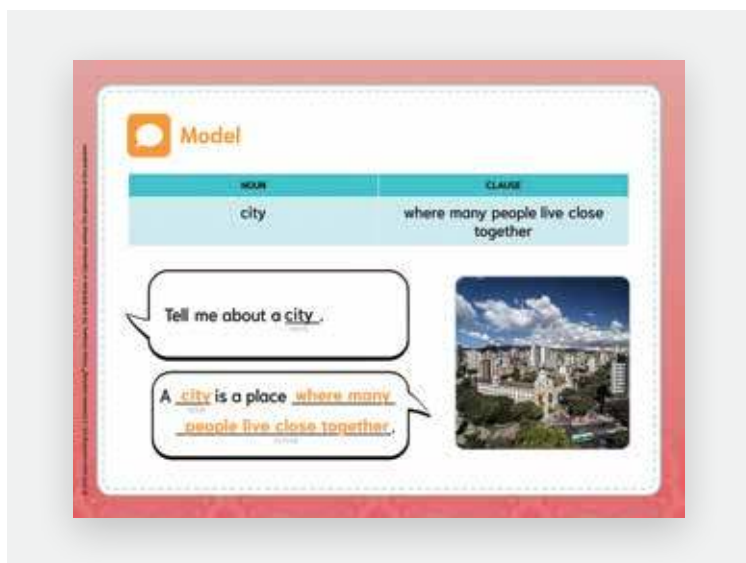 Model
NOUN
CLAUSE
city
where many people live close
together
Tell me about a city.
A city is a place where many
people live close together.